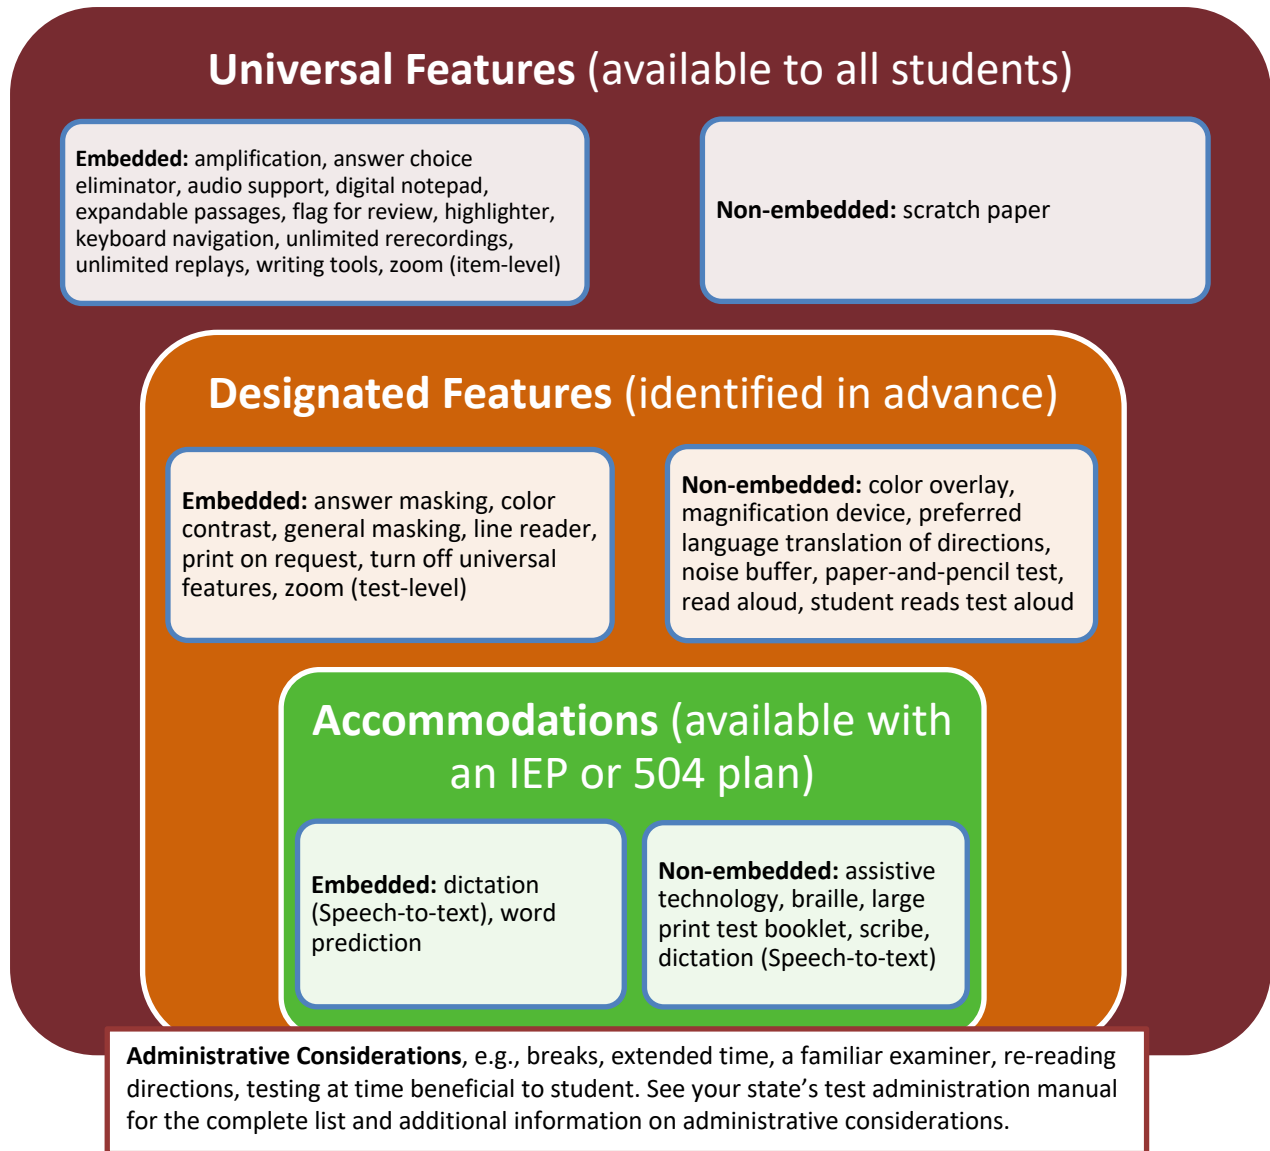 Universal Features (available to all students)
Embedded: amplification, answer choice
eliminator, audio support, digital notepad,
expandable passages, flag for review, highlighter,
keyboard navigation, unlimited rerecordings,
unlimited replays, writing tools, zoom (item-level)
Non-embedded: scratch paper
Designated Features (identified in advance)
Embedded: answer masking, color
contrast, general masking, line reader,
print on request, turn off universal
features, zoom (test-level)
Non-embedded: color overlay,
magnification device, preferred
language translation of directions,
noise buffer, paper-and-pencil test,
read aloud, student reads test aloud
Accommodations (available with
an IEP or 504 plan)
Embedded: dictation
(Speech-to-text), word
prediction
Non-embedded: assistive
technology, braille, large
print test booklet, scribe,
dictation (Speech-to-text)
Administrative Considerations, e.g., breaks, extended time, a familiar examiner, re-reading
directions, testing at time beneficial to student. See your state's test administration manual
for the complete list and additional information on administrative considerations.